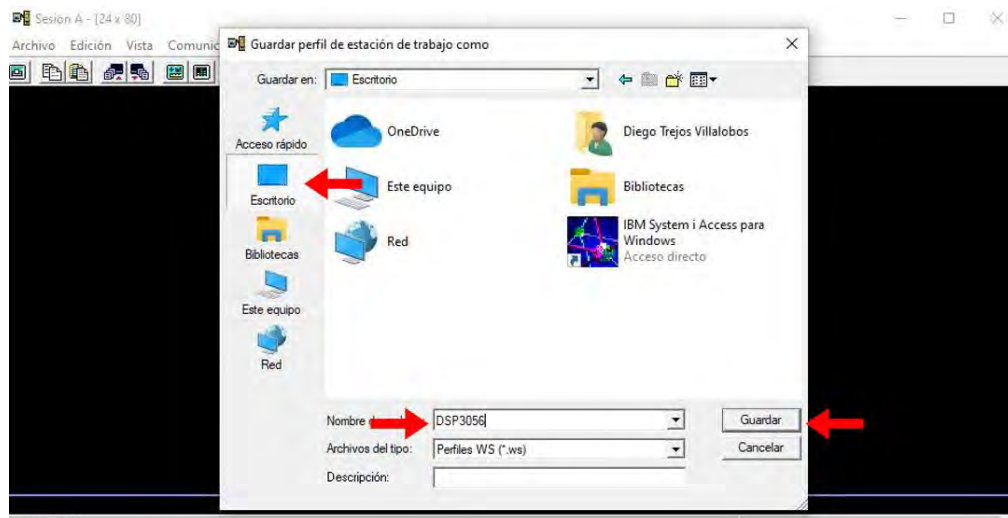 Sesión A - [24 x 80]
Archivo Edición Vista Comunic
Guardar perfil de estación de trabajo como
Guardar en: Escritorio
Acceso rápido
Escritorio
Bibliotecas
Este equipo
Red
OneDrive
Diego Trejos Villalobos
Este equipo
Bibliotecas
Red
IBM System i Access para
Windows
Acceso directo
Nombre DSP3056
Guardar
Archivos del tipo: Perfiles WS (*.ws)
Cancelar
Descripción: